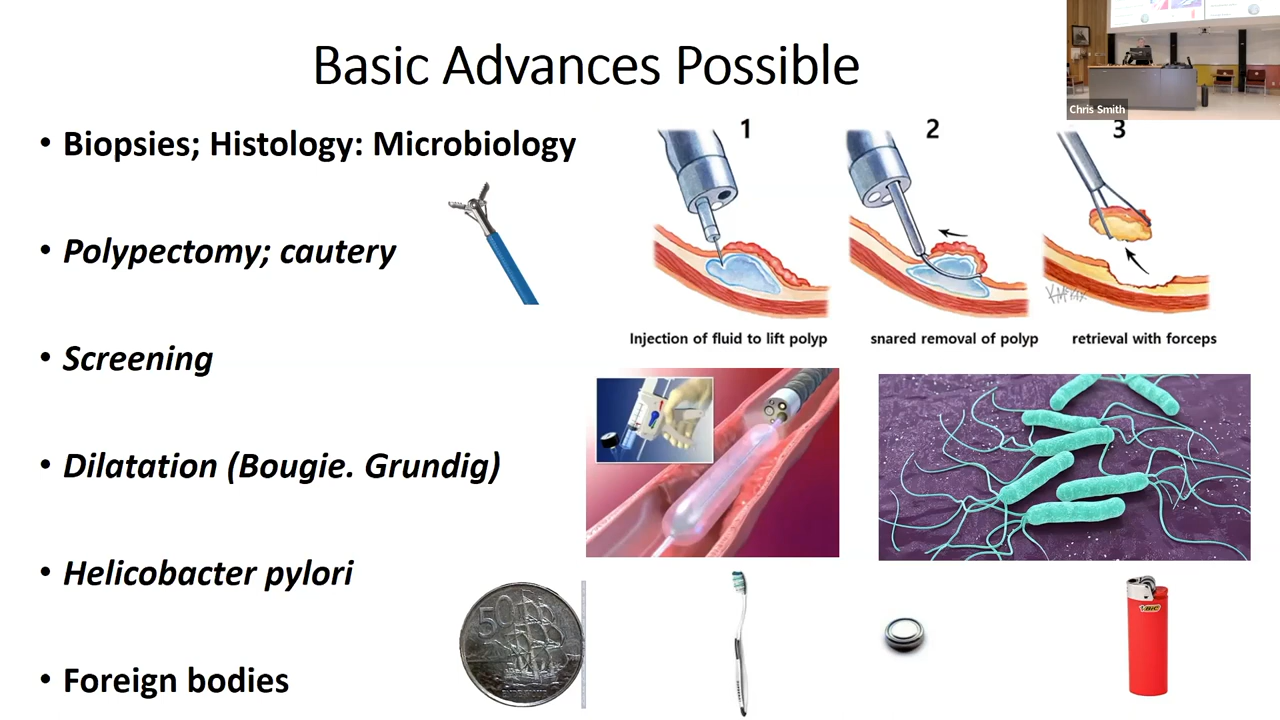 Basic Advances Possible
Chris Smith
• Biopsies; Histology: Microbiology
• Polypectomy; cautery
• Screening
• Dilatation (Bougie. Grundig)
• Helicobacter pylori
• Foreign bodies
1
2
3
Injection of fluid to lift polyp
snared removal of polyp
retrieval with forceps
50
ENDEAVOUR
BIC